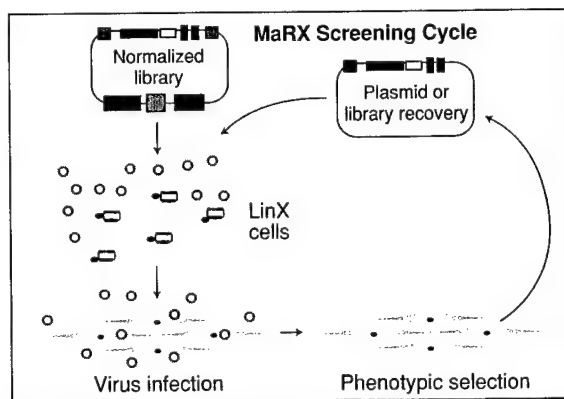 MaRX Screening Cycle
Normalized
library
Plasmid or
library recovery
LinX
cells
Virus infection
Phenotypic selection